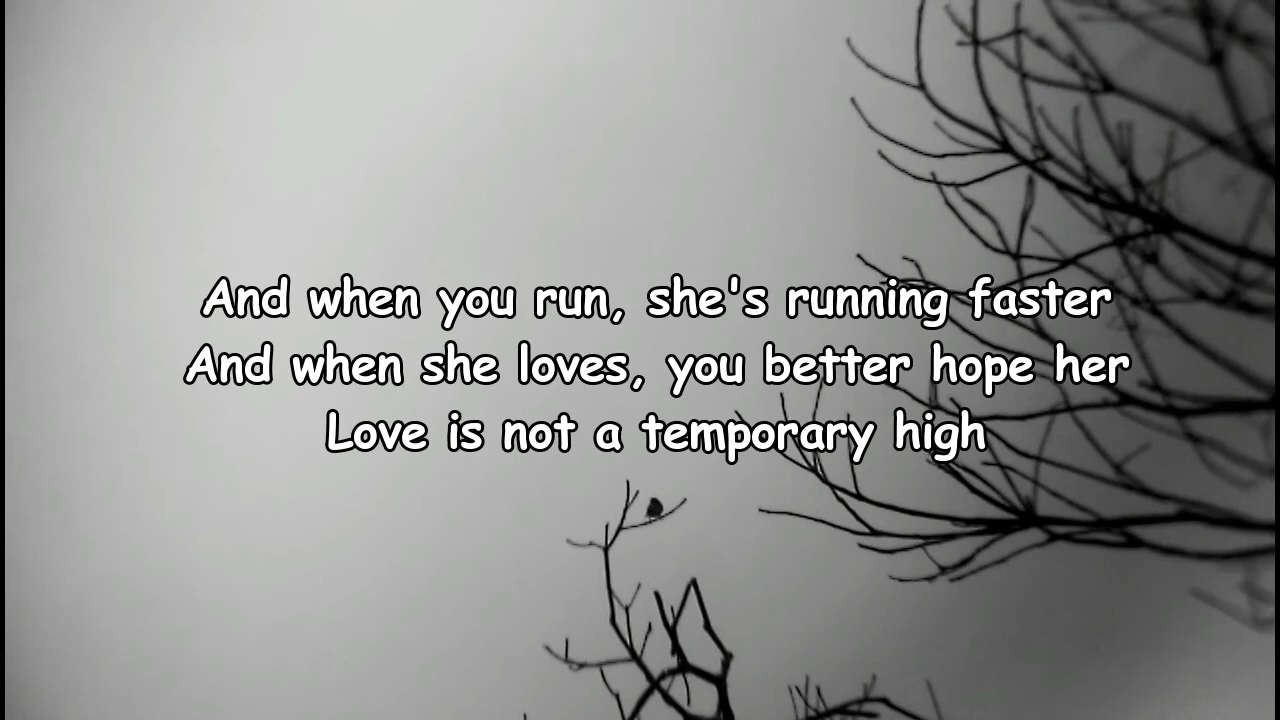 And when you run, she's running faster
And when she loves, you better hope her
Love is not a temporary high